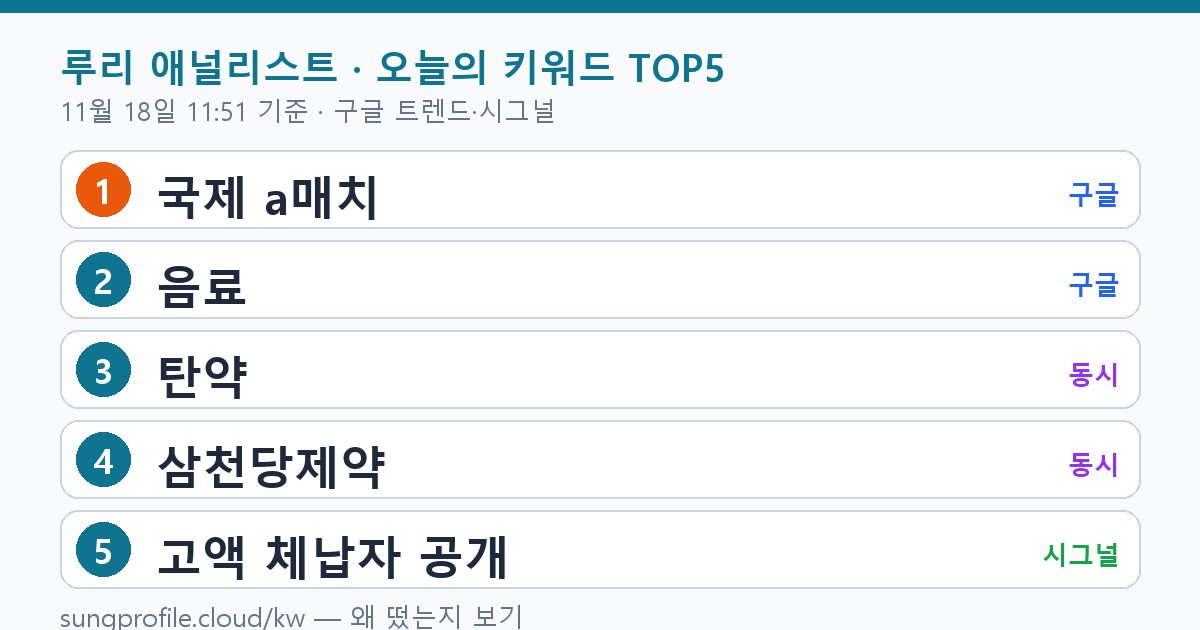 루리 애널리스트 · 오늘의 키워드 TOP5
11월 18일 11:51 기준 · 구글 트렌드·시그널
1 국제 a매치 구글
2 음료 구글
3 탄약 동시
4 삼천당제약 동시
5 고액 체납자 공개 시그널
sungprofile.cloud/kw — 왜 떴는지 보기